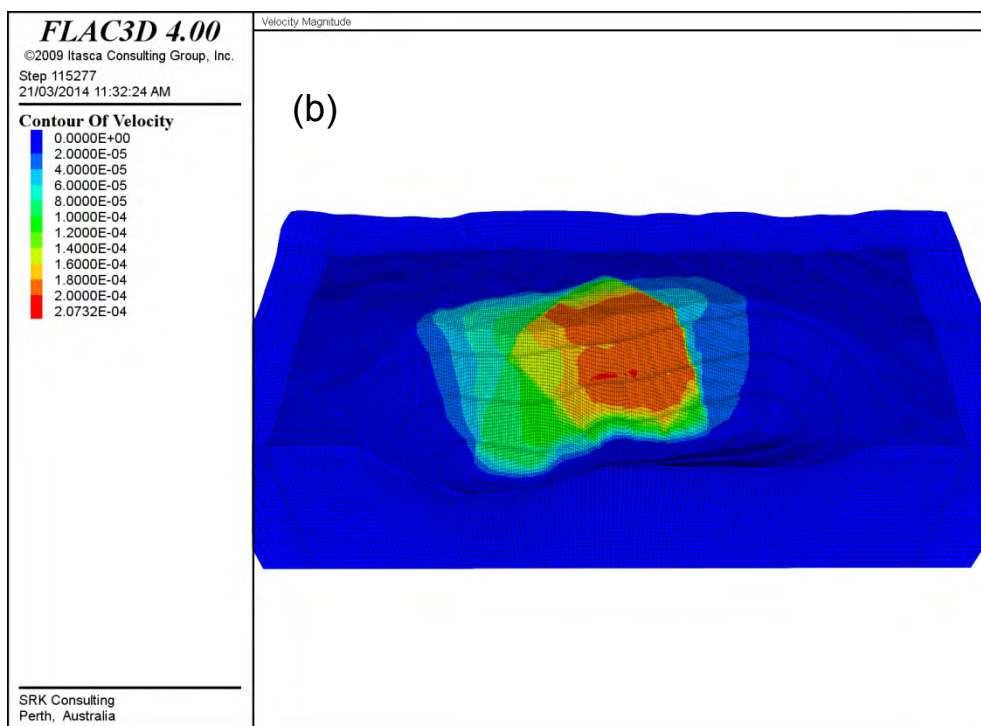 FLAC3D 4.00
©2009 Itasca Consulting Group, Inc.
Step 115277
21/03/2014 11:32:24 AM
Contour Of Velocity
0.0000E+00
2.0000E-05
4.0000E-05
6.0000E-05
8.0000E-05
1.0000E-04
1.2000E-04
1.4000E-04
1.6000E-04
1.8000E-04
2.0000E-04
2.0732E-04
SRK Consulting
Perth, Australia
Velocity Magnitude
(b)